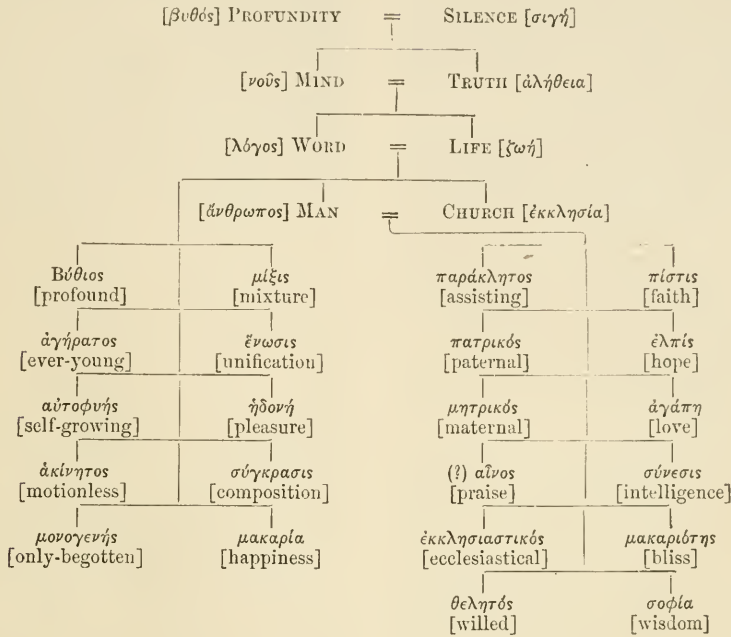 [βυθός] PROFUNDITY = SILENCE [σιγή]
[νοῦς] MIND = TRUTH [ἀλήθεια]
[λόγος] WORD = LIFE [ζωή]
[ἄνθρωπος] MAN = CHURCH [ἐκκλησία]
Βύθιος μίξις παράκλητος πίστις
[profound] [mixture] [assisting] [faith]
ἀγήρατος ἕνωσις πατρικός ἐλπίς
[ever-young] [unification] [paternal] [hope]
αὐτοφυής ἡδονή μητρικός ἀγάπη
[self-growing] [pleasure] [maternal] [love]
ἀκίνητος σύγκρασις (?) αἶνος σύνεσις
[motionless] [composition] [praise] [intelligence]
μονογενής μακαρία ἐκκλησιαστικός μακαριότης
[only-begotten] [happiness] [ecclesiastical] [bliss]
θελητός σοφία
[willed] [wisdom]